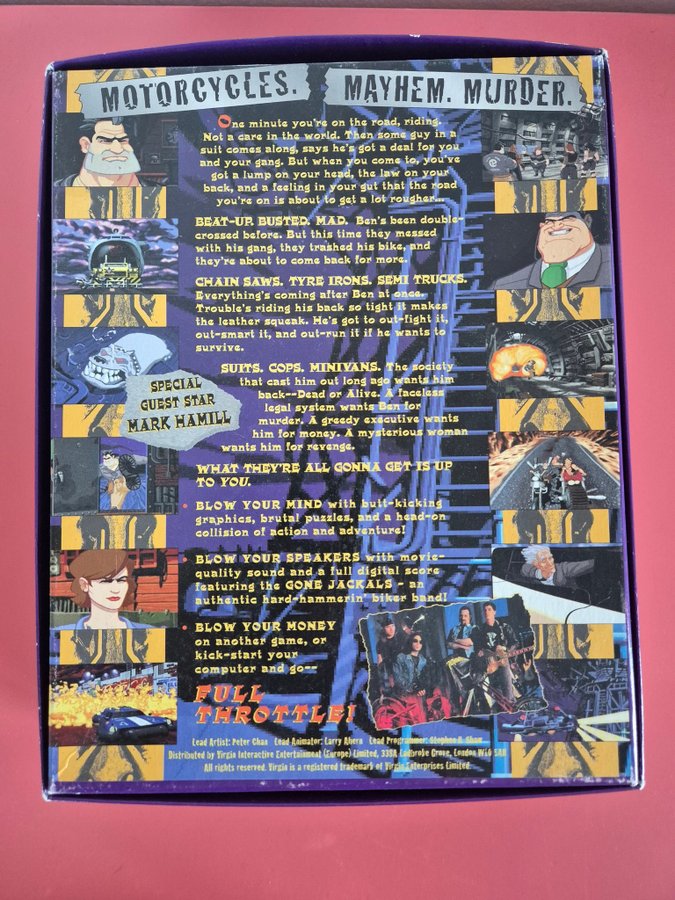 MOTORCYCLES. MAYHEM. MURDER.
One minute you're on the road, riding.
Not a care in the world. Then some guy in a
suit comes along, says he's got a deal for you
and your gang. But when you come to, you've
got a lump on your head, the law on your
back, and a feeling in your gut that the road
you're on is about to get a lot rougher...
BEAT-UP. BUSTED. MAD. Ben's been double-
crossed before. But this time they messed
with his gang, they trashed his bike, and
they're about to come back for more.
CHAIN SAWS. TYRE IRONS. SEMI TRUCKS.
Everything's coming after Ben at once.
Trouble's riding his back so tight it makes
the leather squeak. He's got to out-fight it,
out-smart it, and out-run it if he wants to
survive.
SPECIAL
GUEST STAR
MARK HAMILL
SUITS. COPS. MINIVANS. The society
that cast him out long ago wants him
back--Dead or Alive. A faceless
legal system wants Ben for
murder. A greedy executive wants
him for money. A mysterious woman
wants him for revenge.
WHAT THEY'RE ALL GONNA GET IS UP
TO YOU.
• BLOW YOUR MIND with butt-kicking
graphics, brutal puzzles, and a head-on
collision of action and adventure!
• BLOW YOUR SPEAKERS with movie-
quality sound and a full digital score
featuring the GONE JACKALS - an
authentic hard-hammerin' biker band!
• BLOW YOUR MONEY
on another game, or
kick-start your
computer and go--
FULL
THROTTLE!
Lead Artist: Peter Chan Lead Animator: Larry Ahern Lead Programmer: Stephen R. Shaw
Distributed by Virgin Interactive Entertainment (Europe) Limited, 338A Ladbroke Grove, London W10 5AH
All rights reserved. Virgin is a registered trademark of Virgin Enterprises Limited.